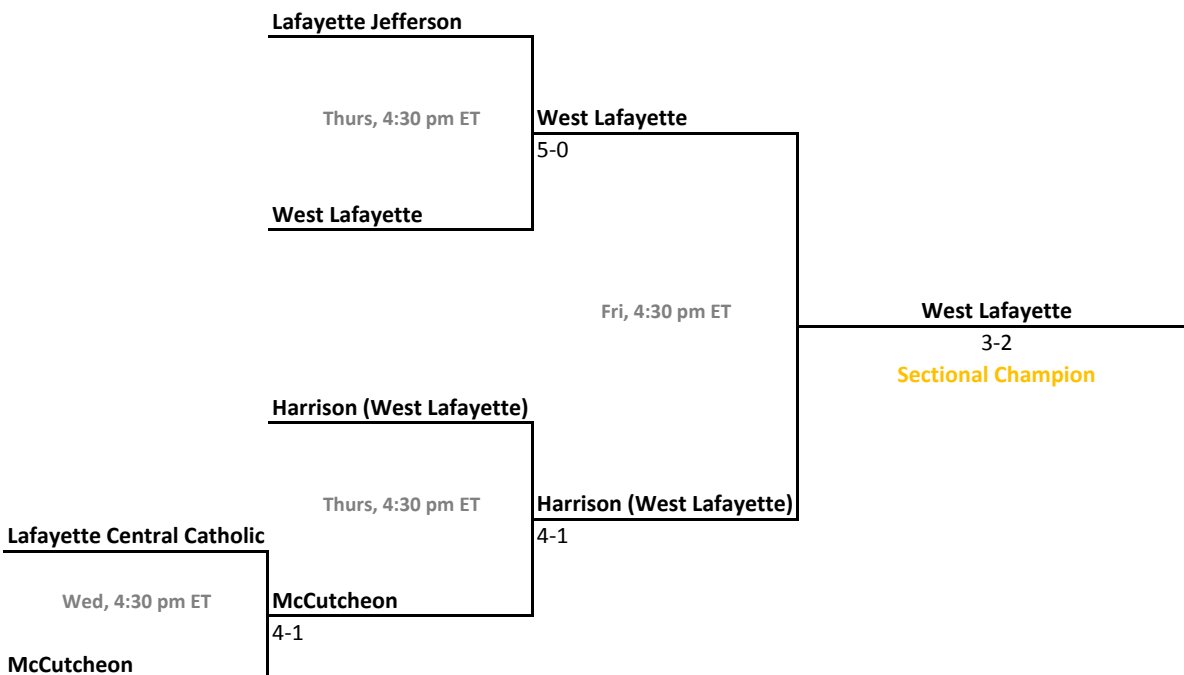 Lafayette Jefferson
Thurs, 4:30 pm ET
West Lafayette
5-0
West Lafayette
Fri, 4:30 pm ET
West Lafayette
3-2
Sectional Champion
Harrison (West Lafayette)
Thurs, 4:30 pm ET
Harrison (West Lafayette)
4-1
Lafayette Central Catholic
Wed, 4:30 pm ET
McCutcheon
4-1
McCutcheon